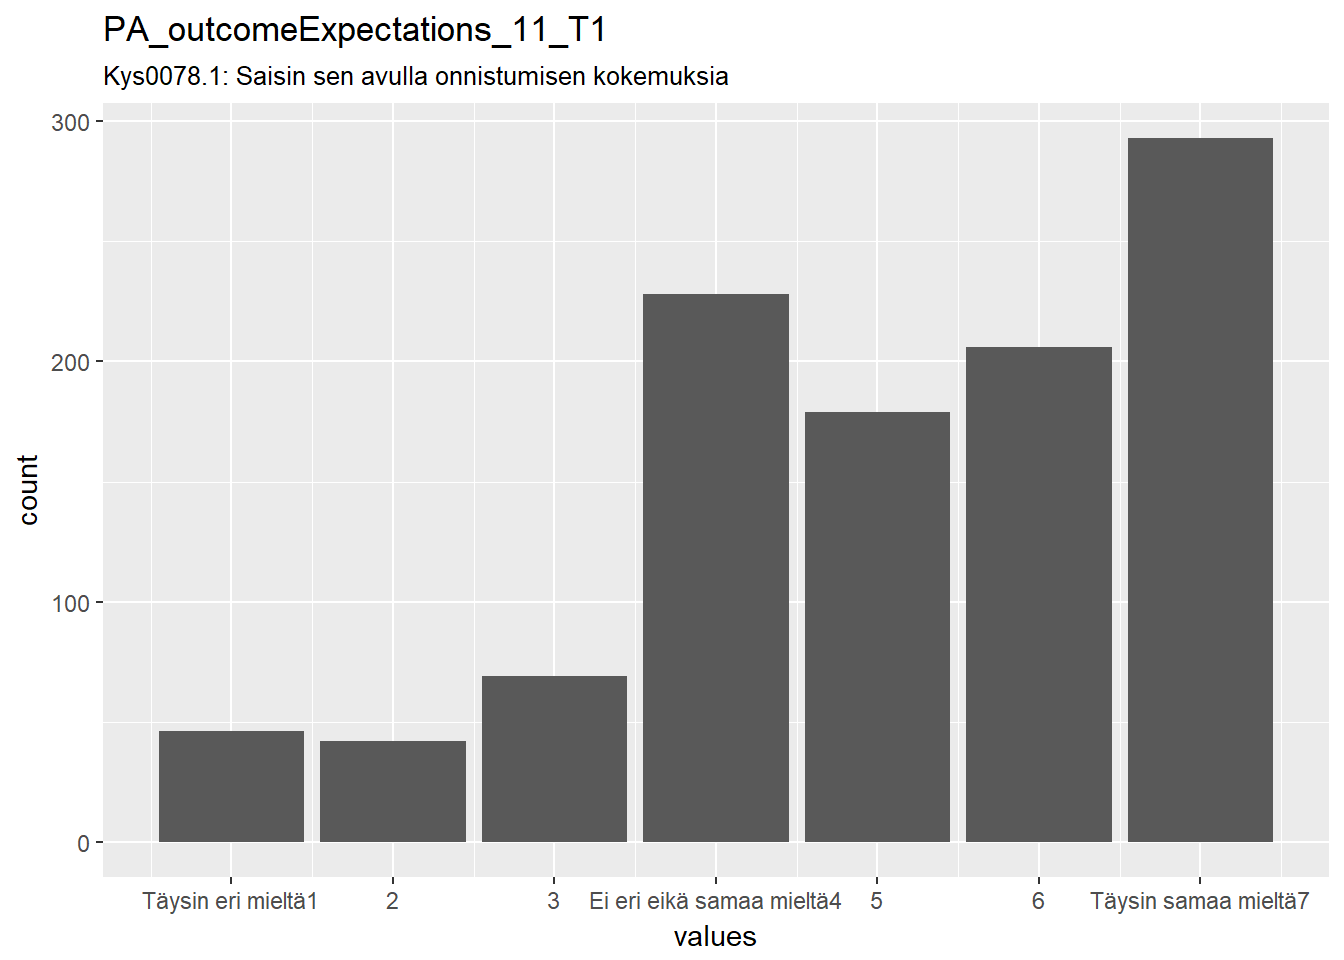 PA_outcomeExpectations_11_T1
Kys0078.1: Saisin sen avulla onnistumisen kokemuksia
300
200
100
0
count
Täysin eri mieltä1 2 3 Ei eri eikä samaa mieltä4 5 6 Täysin samaa mieltä7
values